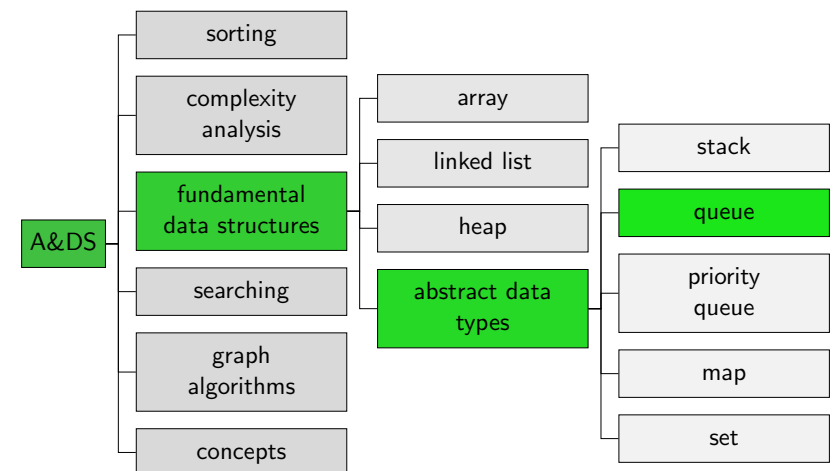 A&DS
sorting
complexity
analysis
fundamental
data structures
searching
graph
algorithms
concepts
array
linked list
heap
abstract data
types
stack
queue
priority
queue
map
set